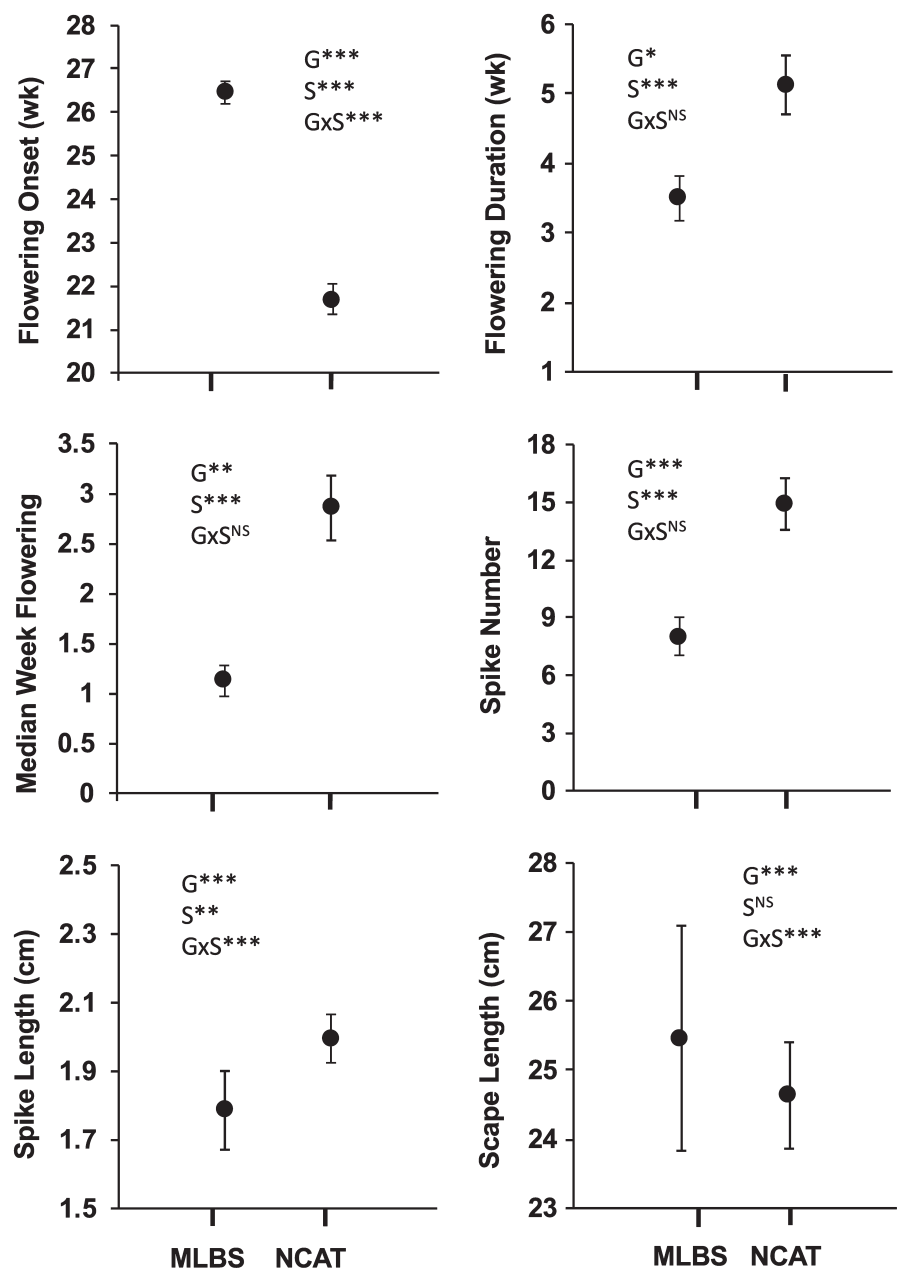 Flowering Onset (wk)
28
27
26
25
24
23
22
21
20
G***
S***
GxS***
Flowering Duration (wk)
6
5
4
3
2
1
G*
S***
GxSNS
Median Week Flowering
3.5
3
2.5
2
1.5
1
0.5
0
G**
S***
GxSNS
Spike Number
18
15
12
9
6
3
0
G***
S***
GxSNS
Spike Length (cm)
2.5
2.3
2.1
1.9
1.7
1.5
G***
S**
GxS***
MLBS NCAT
Scape Length (cm)
28
27
26
25
24
23
G***
SNS
GxS***
MLBS NCAT